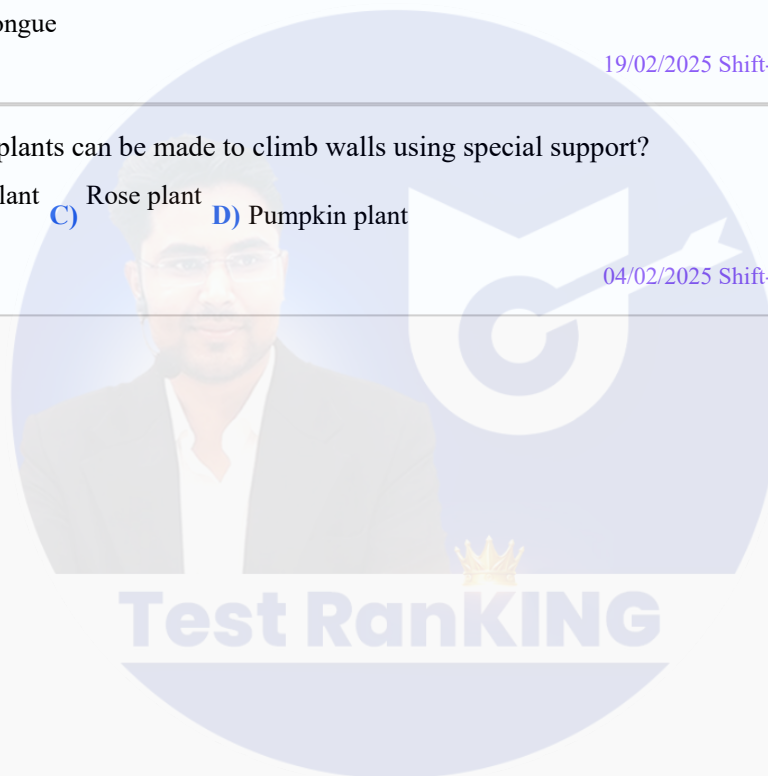 ongue
19/02/2025 Shift-
plants can be made to climb walls using special support?
lant C) Rose plant D) Pumpkin plant
04/02/2025 Shift-
Test RanKING